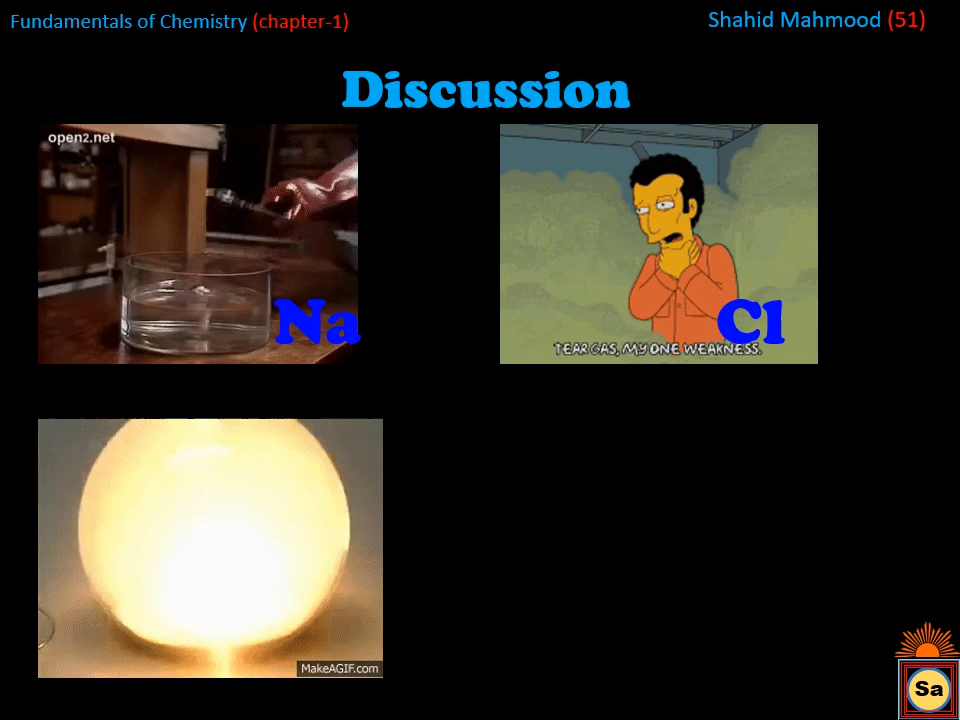 Fundamentals of Chemistry (chapter-1)
Shahid Mahmood (51)
Discussion
open2.net
Na
Cl
TEAR GAS, MY ONE WEAKNESS.
MakeAGIF.com
Sa